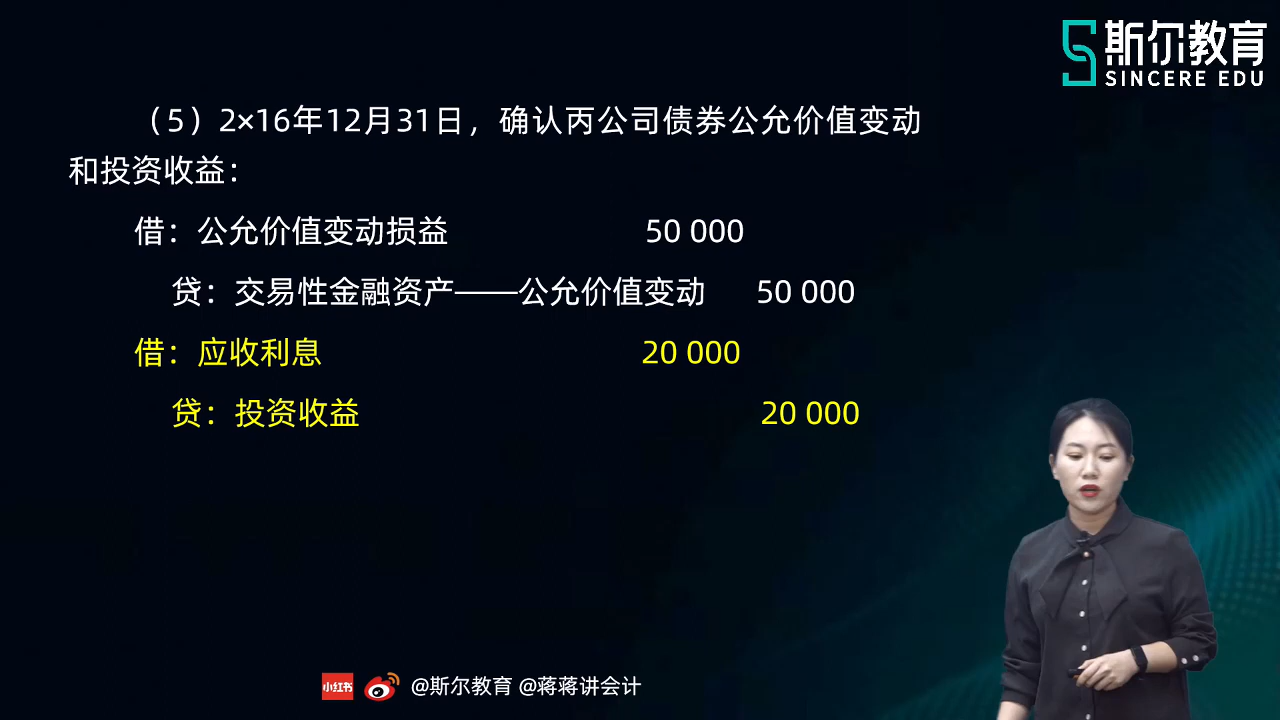 斯尔教育
SINCERE EDU
（5）2×16年12月31日，确认丙公司债券公允价值变动
和投资收益：
借：公允价值变动损益 50 000
贷：交易性金融资产——公允价值变动 50 000
借：应收利息 20 000
贷：投资收益 20 000
小红书 @斯尔教育 @蒋蒋讲会计